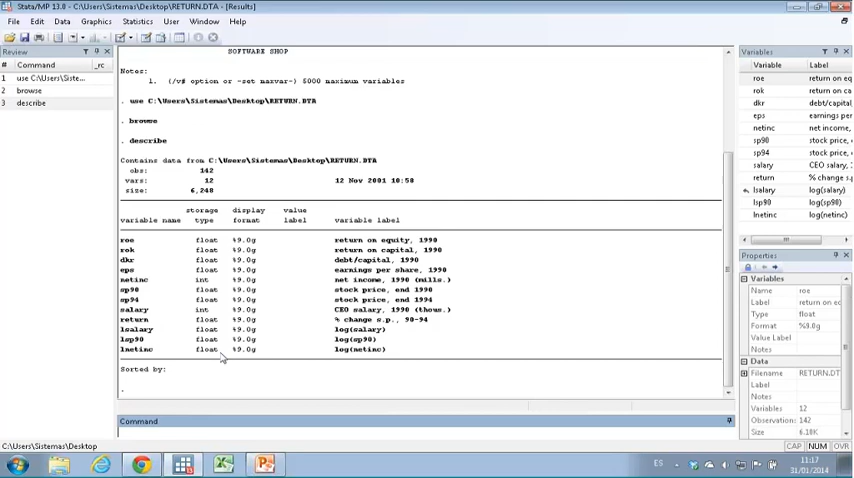 Stata/MP 13.0 - C:\Users\Sistemas\Desktop\RETURN.DTA - [Results]
File Edit Data Graphics Statistics User Window Help
Review
# Command _rc
1 use C:\Users\Siste...
2 browse
3 describe
SOFTWARE SHOP
Notes:
1. (/v# option or -set maxvar-) 5000 maximum variables
. use C:\Users\Sistemas\Desktop\RETURN.DTA
. browse
. describe
Contains data from C:\Users\Sistemas\Desktop\RETURN.DTA
obs: 142
vars: 12 12 Nov 2001 10:58
size: 6,248
storage display value
variable name type format label variable label
roe float %9.0g return on equity, 1990
rok float %9.0g return on capital, 1990
dkr float %9.0g debt/capital, 1990
eps float %9.0g earnings per share, 1990
netinc int %9.0g net income, 1990 (mills.)
sp90 float %9.0g stock price, end 1990
sp94 float %9.0g stock price, end 1994
salary int %9.0g CEO salary, 1990 (thous.)
return float %9.0g % change s.p., 90-94
lsalary float %9.0g log(salary)
lsp90 float %9.0g log(sp90)
lnetinc float %9.0g log(netinc)
Sorted by:
.
Command
Variables
Variable Label
roe return on eq
rok return on ca
dkr debt/capital,
eps earnings per
netinc net income,
sp90 stock price,
sp94 stock price,
salary CEO salary, 1
return % change s.p
lsalary log(salary)
lsp90 log(sp90)
lnetinc log(netinc)
Properties
Variables
Name roe
Label return on eq
Type float
Format %9.0g
Value Label
Notes
Data
Filename RETURN.DT
Label
Notes
Variables 12
Observation: 142
Size 6.10K
C:\Users\Sistemas\Desktop
CAP NUM OVR
ES
11:17
31/01/2014